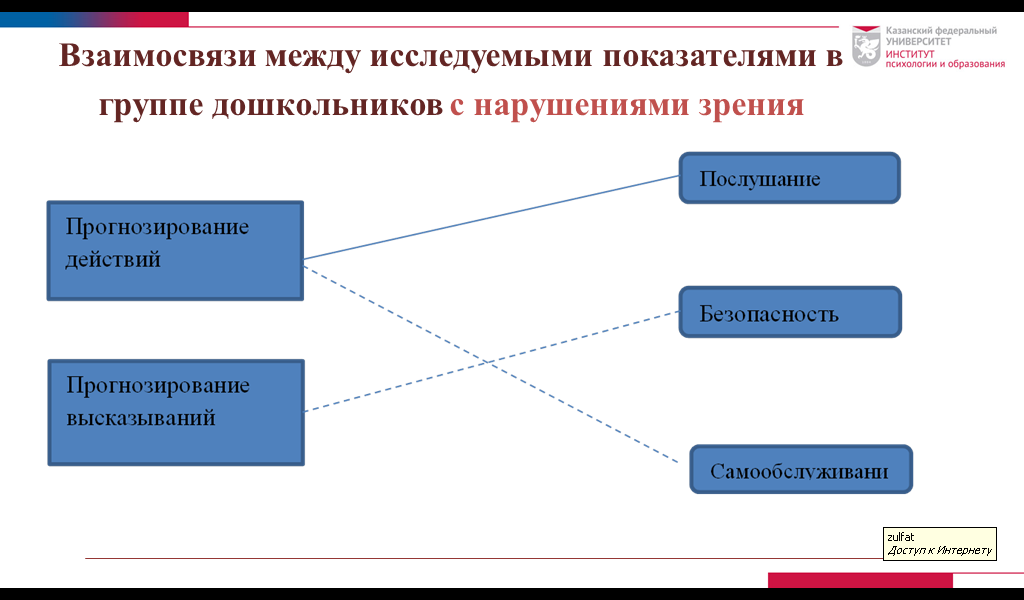 Взаимосвязи между исследуемыми показателями в
группе дошкольников с нарушениями зрения
Казанский федеральный
УНИВЕРСИТЕТ
ИНСТИТУТ
психологии и образования
Послушание
Прогнозирование
действий
Безопасность
Прогнозирование
высказываний
Самообслуживани
zulfat
Доступ к Интернету